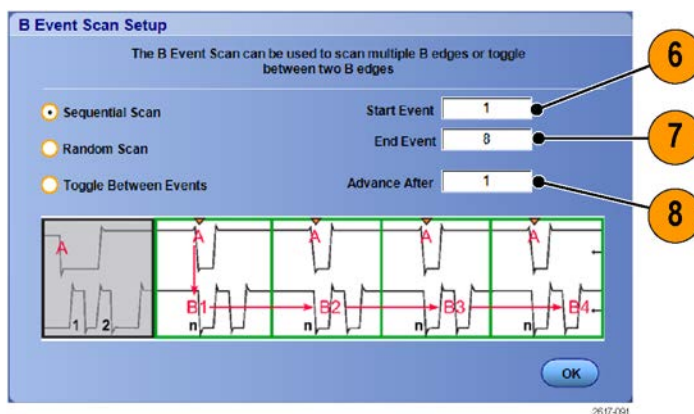 B Event Scan Setup
The B Event Scan can be used to scan multiple B edges or toggle
between two B edges
Sequential Scan
Random Scan
Toggle Between Events
Start Event 1
End Event 8
Advance After 1
6
7
8
A A A A A
1 2 B1 B2 B3 B4
n n n n
OK
2617-091